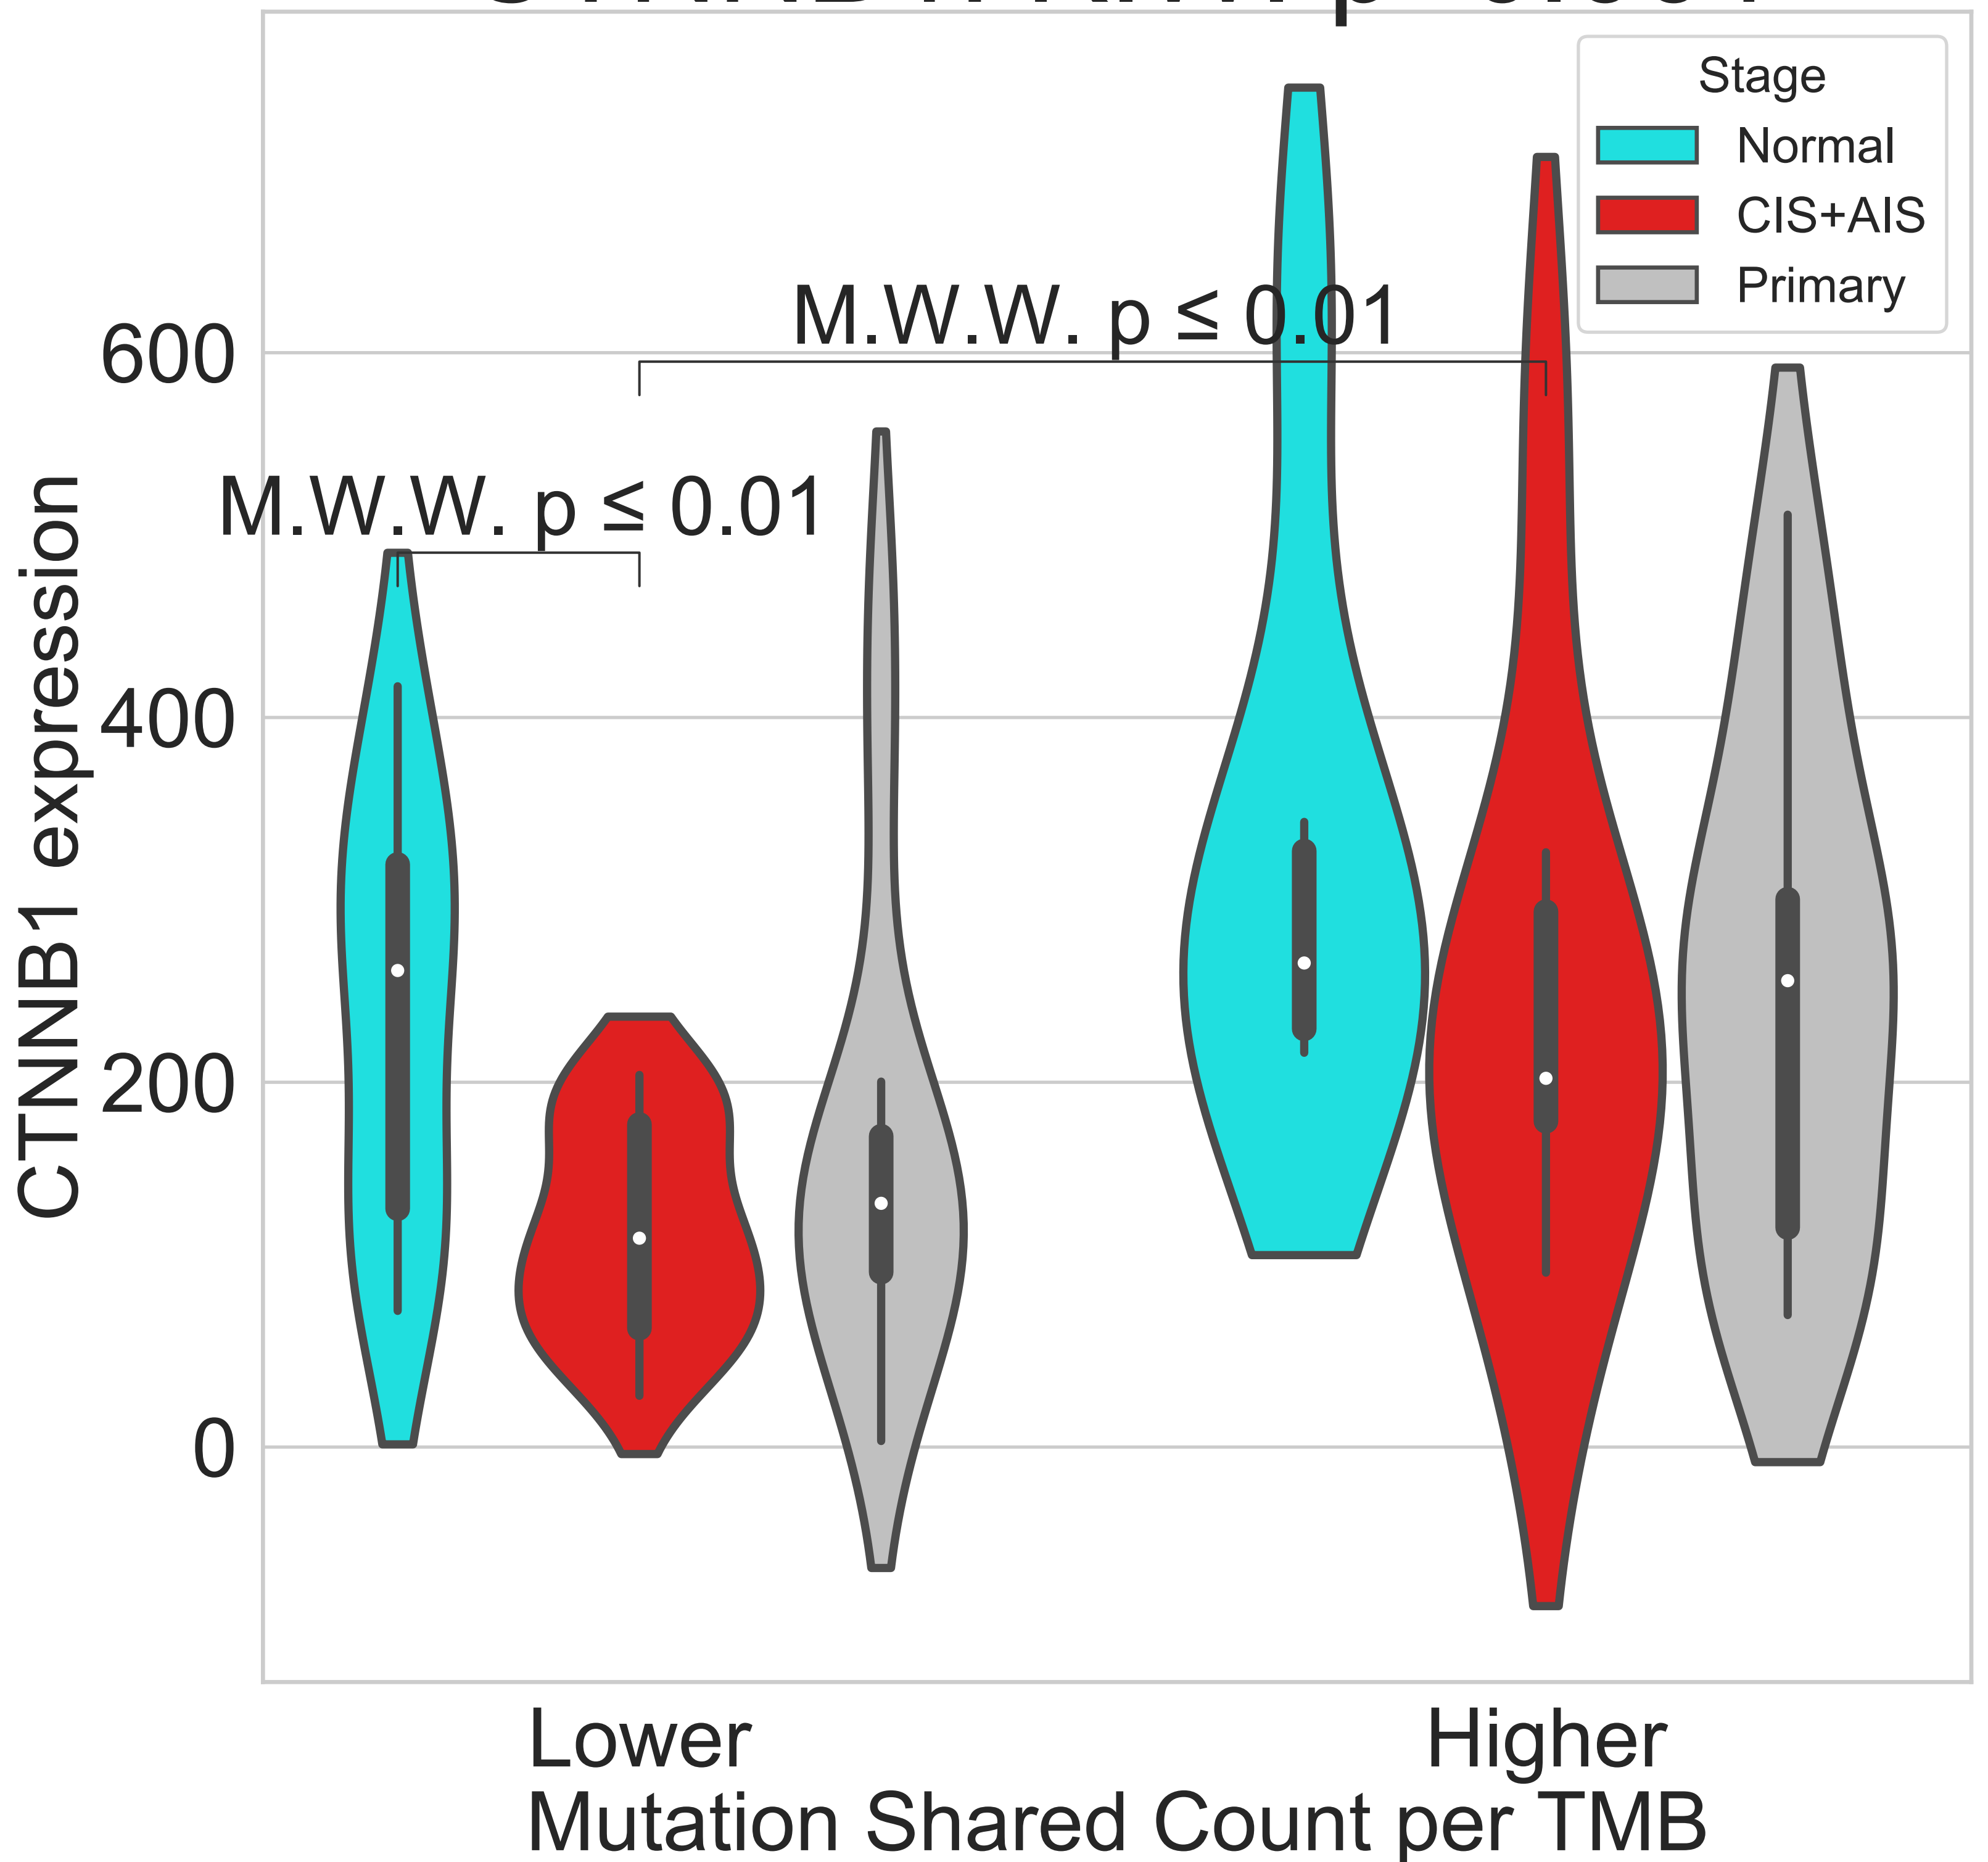 Stage
Normal
CIS+AIS
Primary
M.W.W. p ≤ 0.01
600
M.W.W. p ≤ 0.01
400
200
0
CTNNB1 expression
Lower
Higher
Mutation Shared Count per TMB